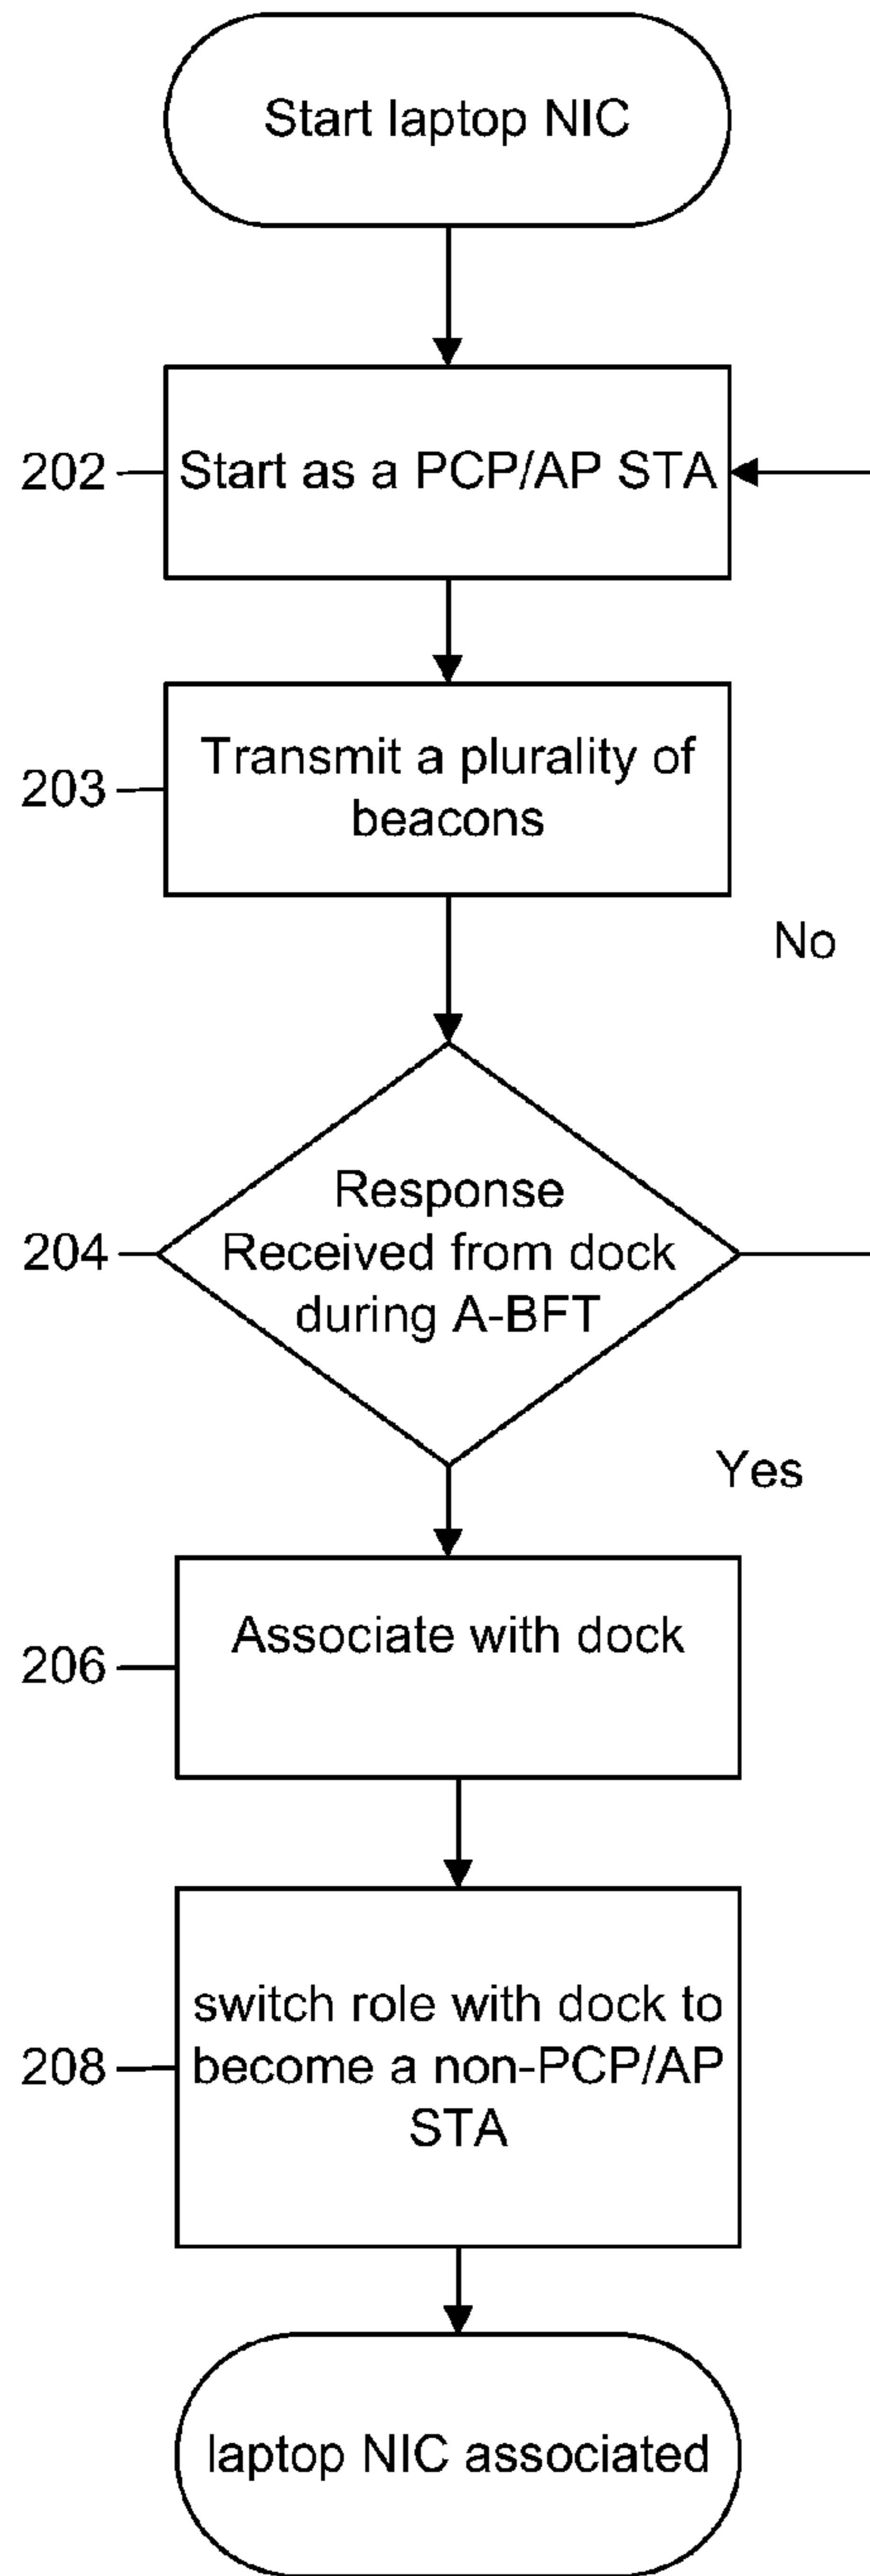 Start laptop NIC
202
Start as a PCP/AP STA
203
Transmit a plurality of
beacons
No
204
Response
Received from dock
during A-BFT
Yes
206
Associate with dock
208
switch role with dock to
become a non-PCP/AP
STA
laptop NIC associated